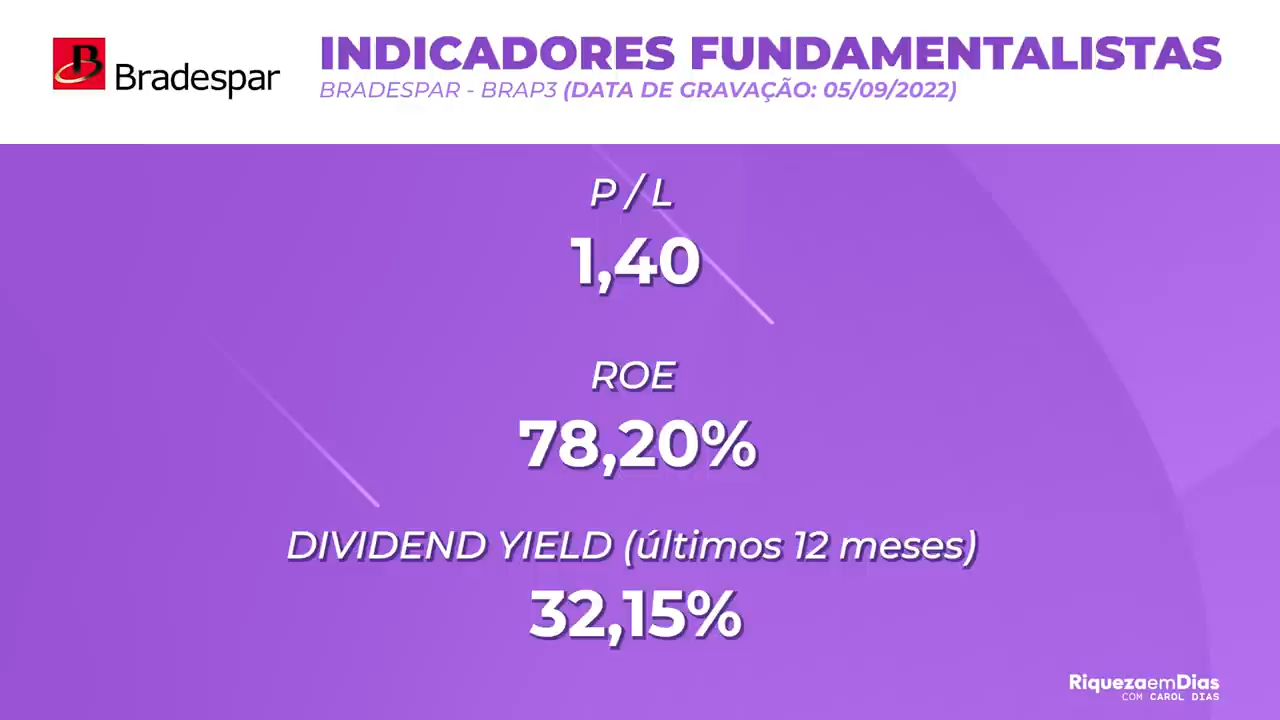 Bradespar
INDICADORES FUNDAMENTALISTAS
BRADESPAR - BRAP3 (DATA DE GRAVAÇÃO: 05/09/2022)
P / L
1,40
ROE
78,20%
DIVIDEND YIELD (últimos 12 meses)
32,15%
RiquezaemDias
COM CAROL DIAS